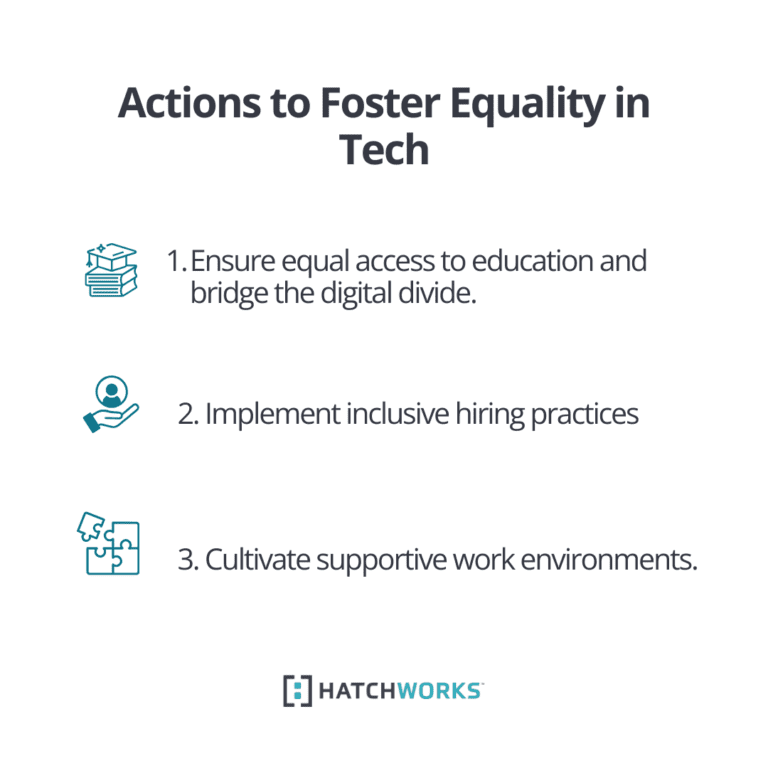 Actions to Foster Equality in
Tech
1. Ensure equal access to education and
bridge the digital divide.
2. Implement inclusive hiring practices
3. Cultivate supportive work environments.
HATCHWORKS™